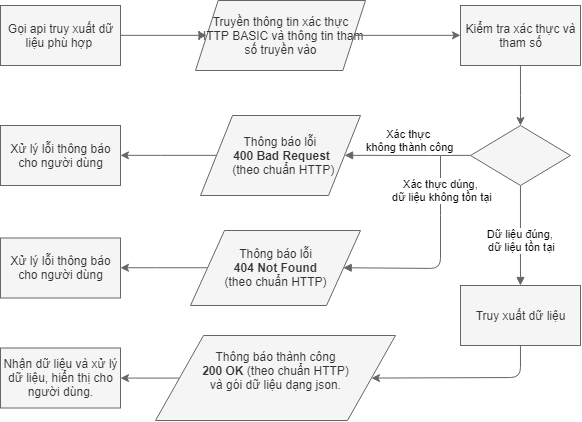 Gọi api truy xuất dữ
liệu phù hợp
Truyền thông tin xác thực
HTTP BASIC và thông tin tham
số truyền vào
Kiểm tra xác thực và
tham số
Xác thực
không thành công
Thông báo lỗi
400 Bad Request
(theo chuẩn HTTP)
Xử lý lỗi thông báo
cho người dùng
Xác thực dúng,
dữ liệu không tồn tại
Dữ liệu đúng,
dữ liệu tồn tại
Thông báo lỗi
404 Not Found
(theo chuẩn HTTP)
Xử lý lỗi thông báo
cho người dùng
Truy xuất dữ liệu
Thông báo thành công
200 OK (theo chuẩn HTTP)
và gói dữ liệu dạng json.
Nhận dữ liệu và xử lý
dữ liệu, hiển thị cho
người dùng.